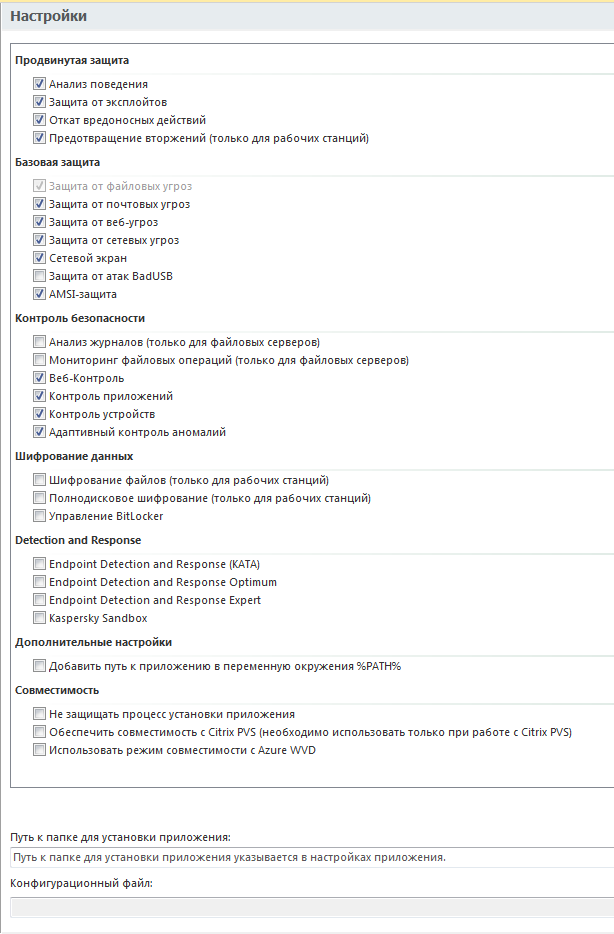 Настройки
Продвинутая защита
Анализ поведения
Защита от эксплойтов
Откат вредоносных действий
Предотвращение вторжений (только для рабочих станций)
Базовая защита
Защита от файловых угроз
Защита от почтовых угроз
Защита от веб-угроз
Защита от сетевых угроз
Сетевой экран
Защита от атак BadUSB
AMSI-защита
Контроль безопасности
Анализ журналов (только для файловых серверов)
Мониторинг файловых операций (только для файловых серверов)
Веб-Контроль
Контроль приложений
Контроль устройств
Адаптивный контроль аномалий
Шифрование данных
Шифрование файлов (только для рабочих станций)
Полнодисковое шифрование (только для рабочих станций)
Управление BitLocker
Detection and Response
Endpoint Detection and Response (KATA)
Endpoint Detection and Response Optimum
Endpoint Detection and Response Expert
Kaspersky Sandbox
Дополнительные настройки
Добавить путь к приложению в переменную окружения %PATH%
Совместимость
Не защищать процесс установки приложения
Обеспечить совместимость с Citrix PVS (необходимо использовать только при работе с Citrix PVS)
Использовать режим совместимости с Azure WVD
Путь к папке для установки приложения:
Путь к папке для установки приложения указывается в настройках приложения.
Конфигурационный файл: